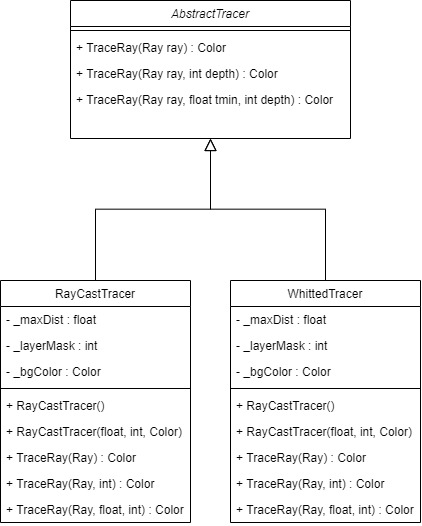 AbstractTracer
+ TraceRay(Ray ray) : Color
+ TraceRay(Ray ray, int depth) : Color
+ TraceRay(Ray ray, float tmin, int depth) : Color
RayCastTracer
- _maxDist : float
- _layerMask : int
- _bgColor : Color
+ RayCastTracer()
+ RayCastTracer(float, int, Color)
+ TraceRay(Ray) : Color
+ TraceRay(Ray, int) : Color
+ TraceRay(Ray, float, int) : Color
WhittedTracer
- _maxDist : float
- _layerMask : int
- _bgColor : Color
+ RayCastTracer()
+ RayCastTracer(float, int, Color)
+ TraceRay(Ray) : Color
+ TraceRay(Ray, int) : Color
+ TraceRay(Ray, float, int) : Color